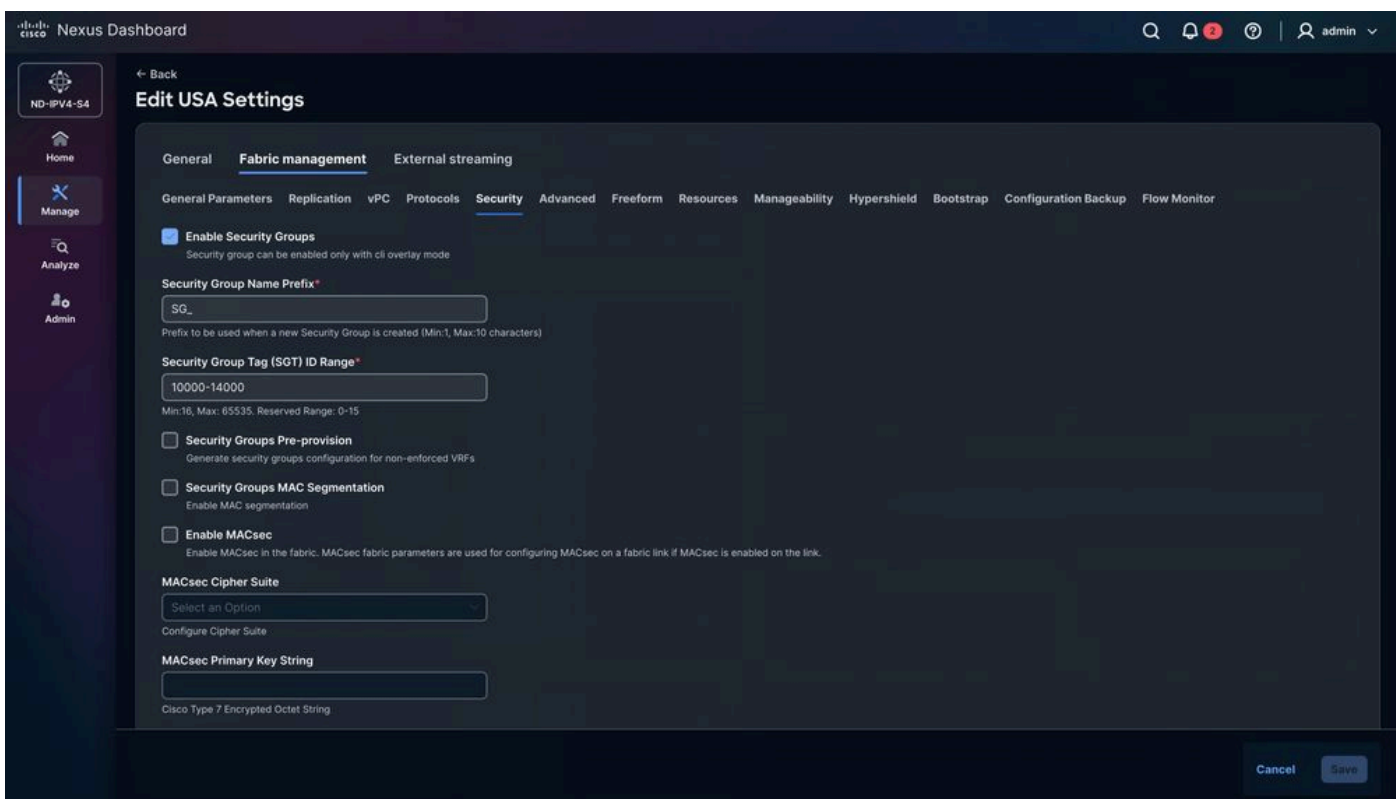 cisco Nexus Dashboard
2
admin
ND-IPV4-S4
Home
Manage
Analyze
Admin
← Back
Edit USA Settings
General Fabric management External streaming
General Parameters Replication vPC Protocols Security Advanced Freeform Resources Manageability Hypershield Bootstrap Configuration Backup Flow Monitor
Enable Security Groups
Security group can be enabled only with cli overlay mode
Security Group Name Prefix*
SG_
Prefix to be used when a new Security Group is created (Min:1, Max:10 characters)
Security Group Tag (SGT) ID Range*
10000-14000
Min:16, Max: 65535. Reserved Range: 0-15
Security Groups Pre-provision
Generate security groups configuration for non-enforced VRFs
Security Groups MAC Segmentation
Enable MAC segmentation
Enable MACsec
Enable MACsec in the fabric. MACsec fabric parameters are used for configuring MACsec on a fabric link if MACsec is enabled on the link.
MACsec Cipher Suite
Select an Option
Configure Cipher Suite
MACsec Primary Key String
Cisco Type 7 Encrypted Octet String
Cancel Save